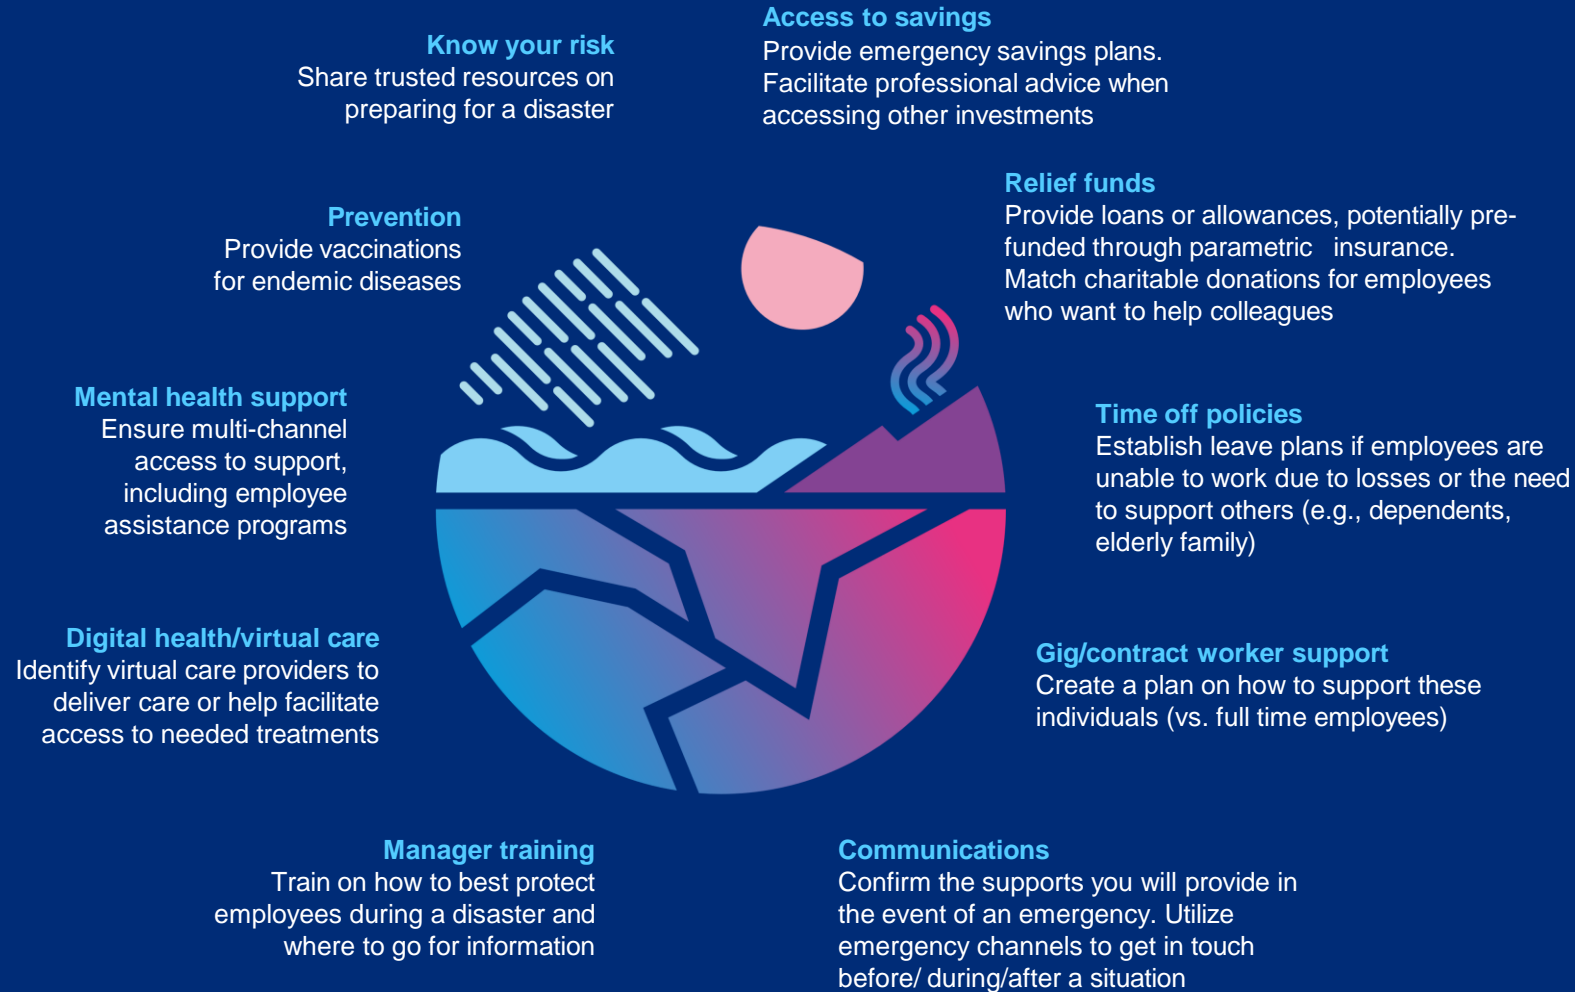 Know your risk
Share trusted resources on
preparing for a disaster
Prevention
Provide vaccinations
for endemic diseases
Mental health support
Ensure multi-channel
access to support,
including employee
assistance programs
Digital health/virtual care
Identify virtual care providers to
deliver care or help facilitate
access to needed treatments
Manager training
Train on how to best protect
employees during a disaster and
where to go for information
Access to savings
Provide emergency savings plans.
Facilitate professional advice when
accessing other investments
Relief funds
Provide loans or allowances, potentially pre-
funded through parametric insurance.
Match charitable donations for employees
who want to help colleagues
Time off policies
Establish leave plans if employees are
unable to work due to losses or the need
to support others (e.g., dependents,
elderly family)
Gig/contract worker support
Create a plan on how to support these
individuals (vs. full time employees)
Communications
Confirm the supports you will provide in
the event of an emergency. Utilize
emergency channels to get in touch
before/ during/after a situation